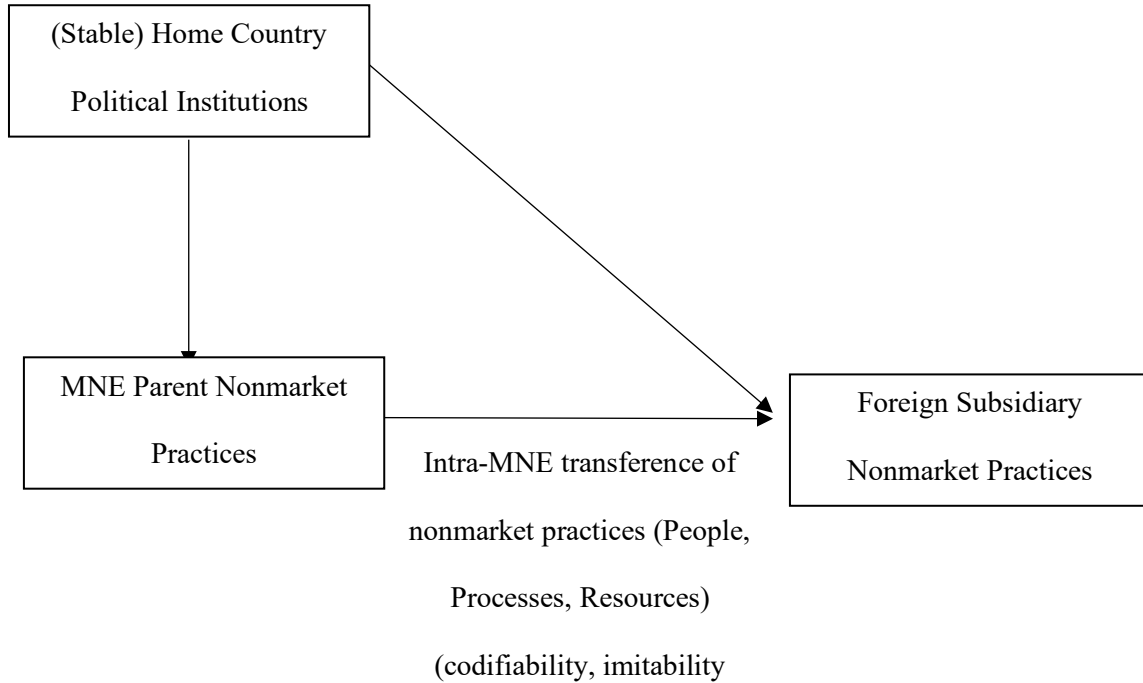 (Stable) Home Country
Political Institutions
MNE Parent Nonmarket
Practices
Foreign Subsidiary
Nonmarket Practices
Intra-MNE transference of
nonmarket practices (People,
Processes, Resources)
(codifiability, imitability